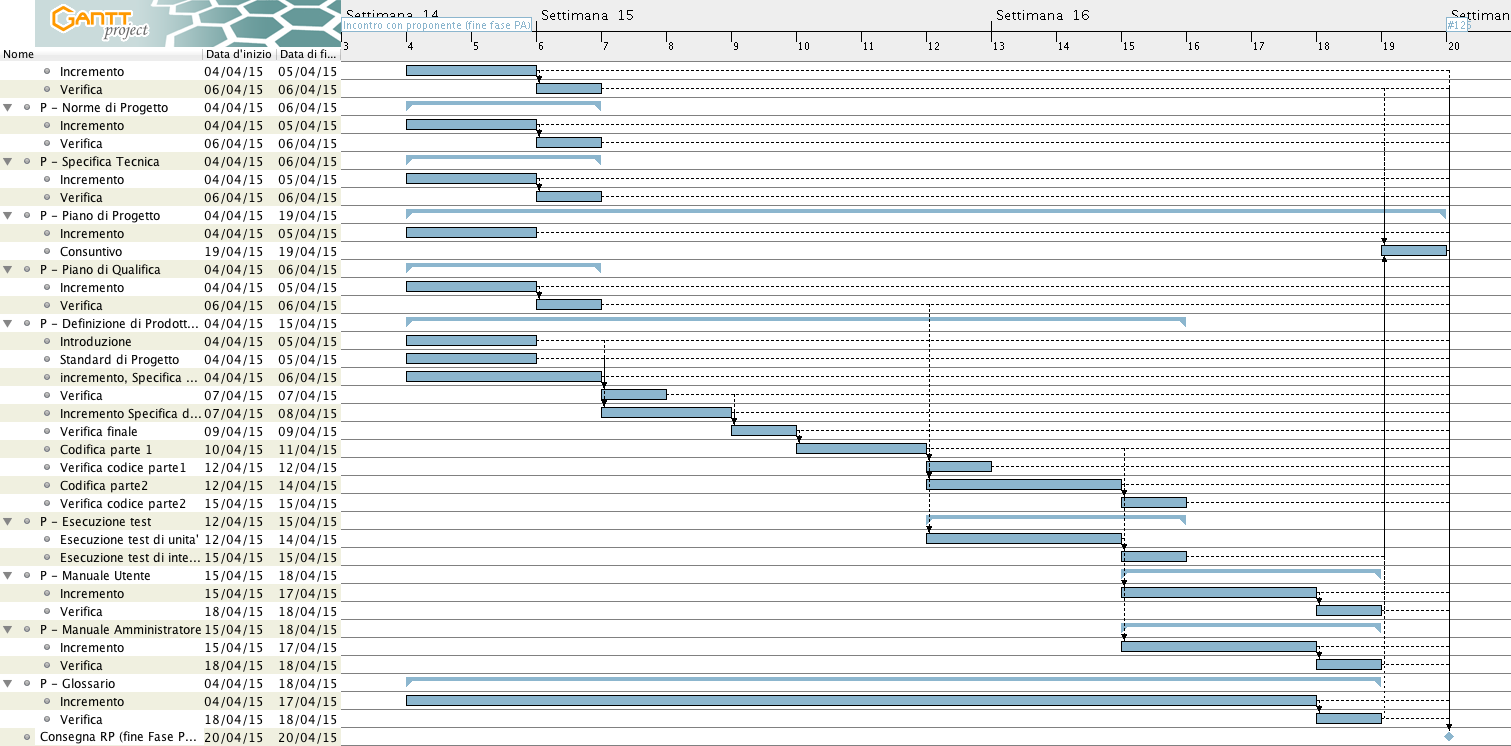 GANTT
project
Settimana 14
Settimana 15
Settimana 16
Incontro con proponente (fine fase PA)
#126
Nome Data d'inizio Data di fi...
3 4 5 6 7 8 9 10 11 12 13 14 15 16 17 18 19 20
Incremento 04/04/15 05/04/15
Verifica 06/04/15 06/04/15
P - Norme di Progetto 04/04/15 06/04/15
Incremento 04/04/15 05/04/15
Verifica 06/04/15 06/04/15
P - Specifica Tecnica 04/04/15 06/04/15
Incremento 04/04/15 05/04/15
Verifica 06/04/15 06/04/15
P - Piano di Progetto 04/04/15 19/04/15
Incremento 04/04/15 05/04/15
Consuntivo 19/04/15 19/04/15
P - Piano di Qualifica 04/04/15 06/04/15
Incremento 04/04/15 05/04/15
Verifica 06/04/15 06/04/15
P - Definizione di Prodott... 04/04/15 15/04/15
Introduzione 04/04/15 05/04/15
Standard di Progetto 04/04/15 05/04/15
incremento, Specifica ... 04/04/15 06/04/15
Verifica 07/04/15 07/04/15
Incremento Specifica d... 07/04/15 08/04/15
Verifica finale 09/04/15 09/04/15
Codifica parte 1 10/04/15 11/04/15
Verifica codice parte1 12/04/15 12/04/15
Codifica parte2 12/04/15 14/04/15
Verifica codice parte2 15/04/15 15/04/15
P - Esecuzione test 12/04/15 15/04/15
Esecuzione test di unita' 12/04/15 14/04/15
Esecuzione test di inte... 15/04/15 15/04/15
P - Manuale Utente 15/04/15 18/04/15
Incremento 15/04/15 17/04/15
Verifica 18/04/15 18/04/15
P - Manuale Amministratore 15/04/15 18/04/15
Incremento 15/04/15 17/04/15
Verifica 18/04/15 18/04/15
P - Glossario 04/04/15 18/04/15
Incremento 04/04/15 17/04/15
Verifica 18/04/15 18/04/15
Consegna RP (fine Fase P... 20/04/15 20/04/15